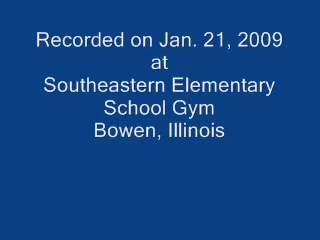 Recorded on Jan. 21, 2009
at
Southeastern Elementary
School Gym
Bowen, Illinois